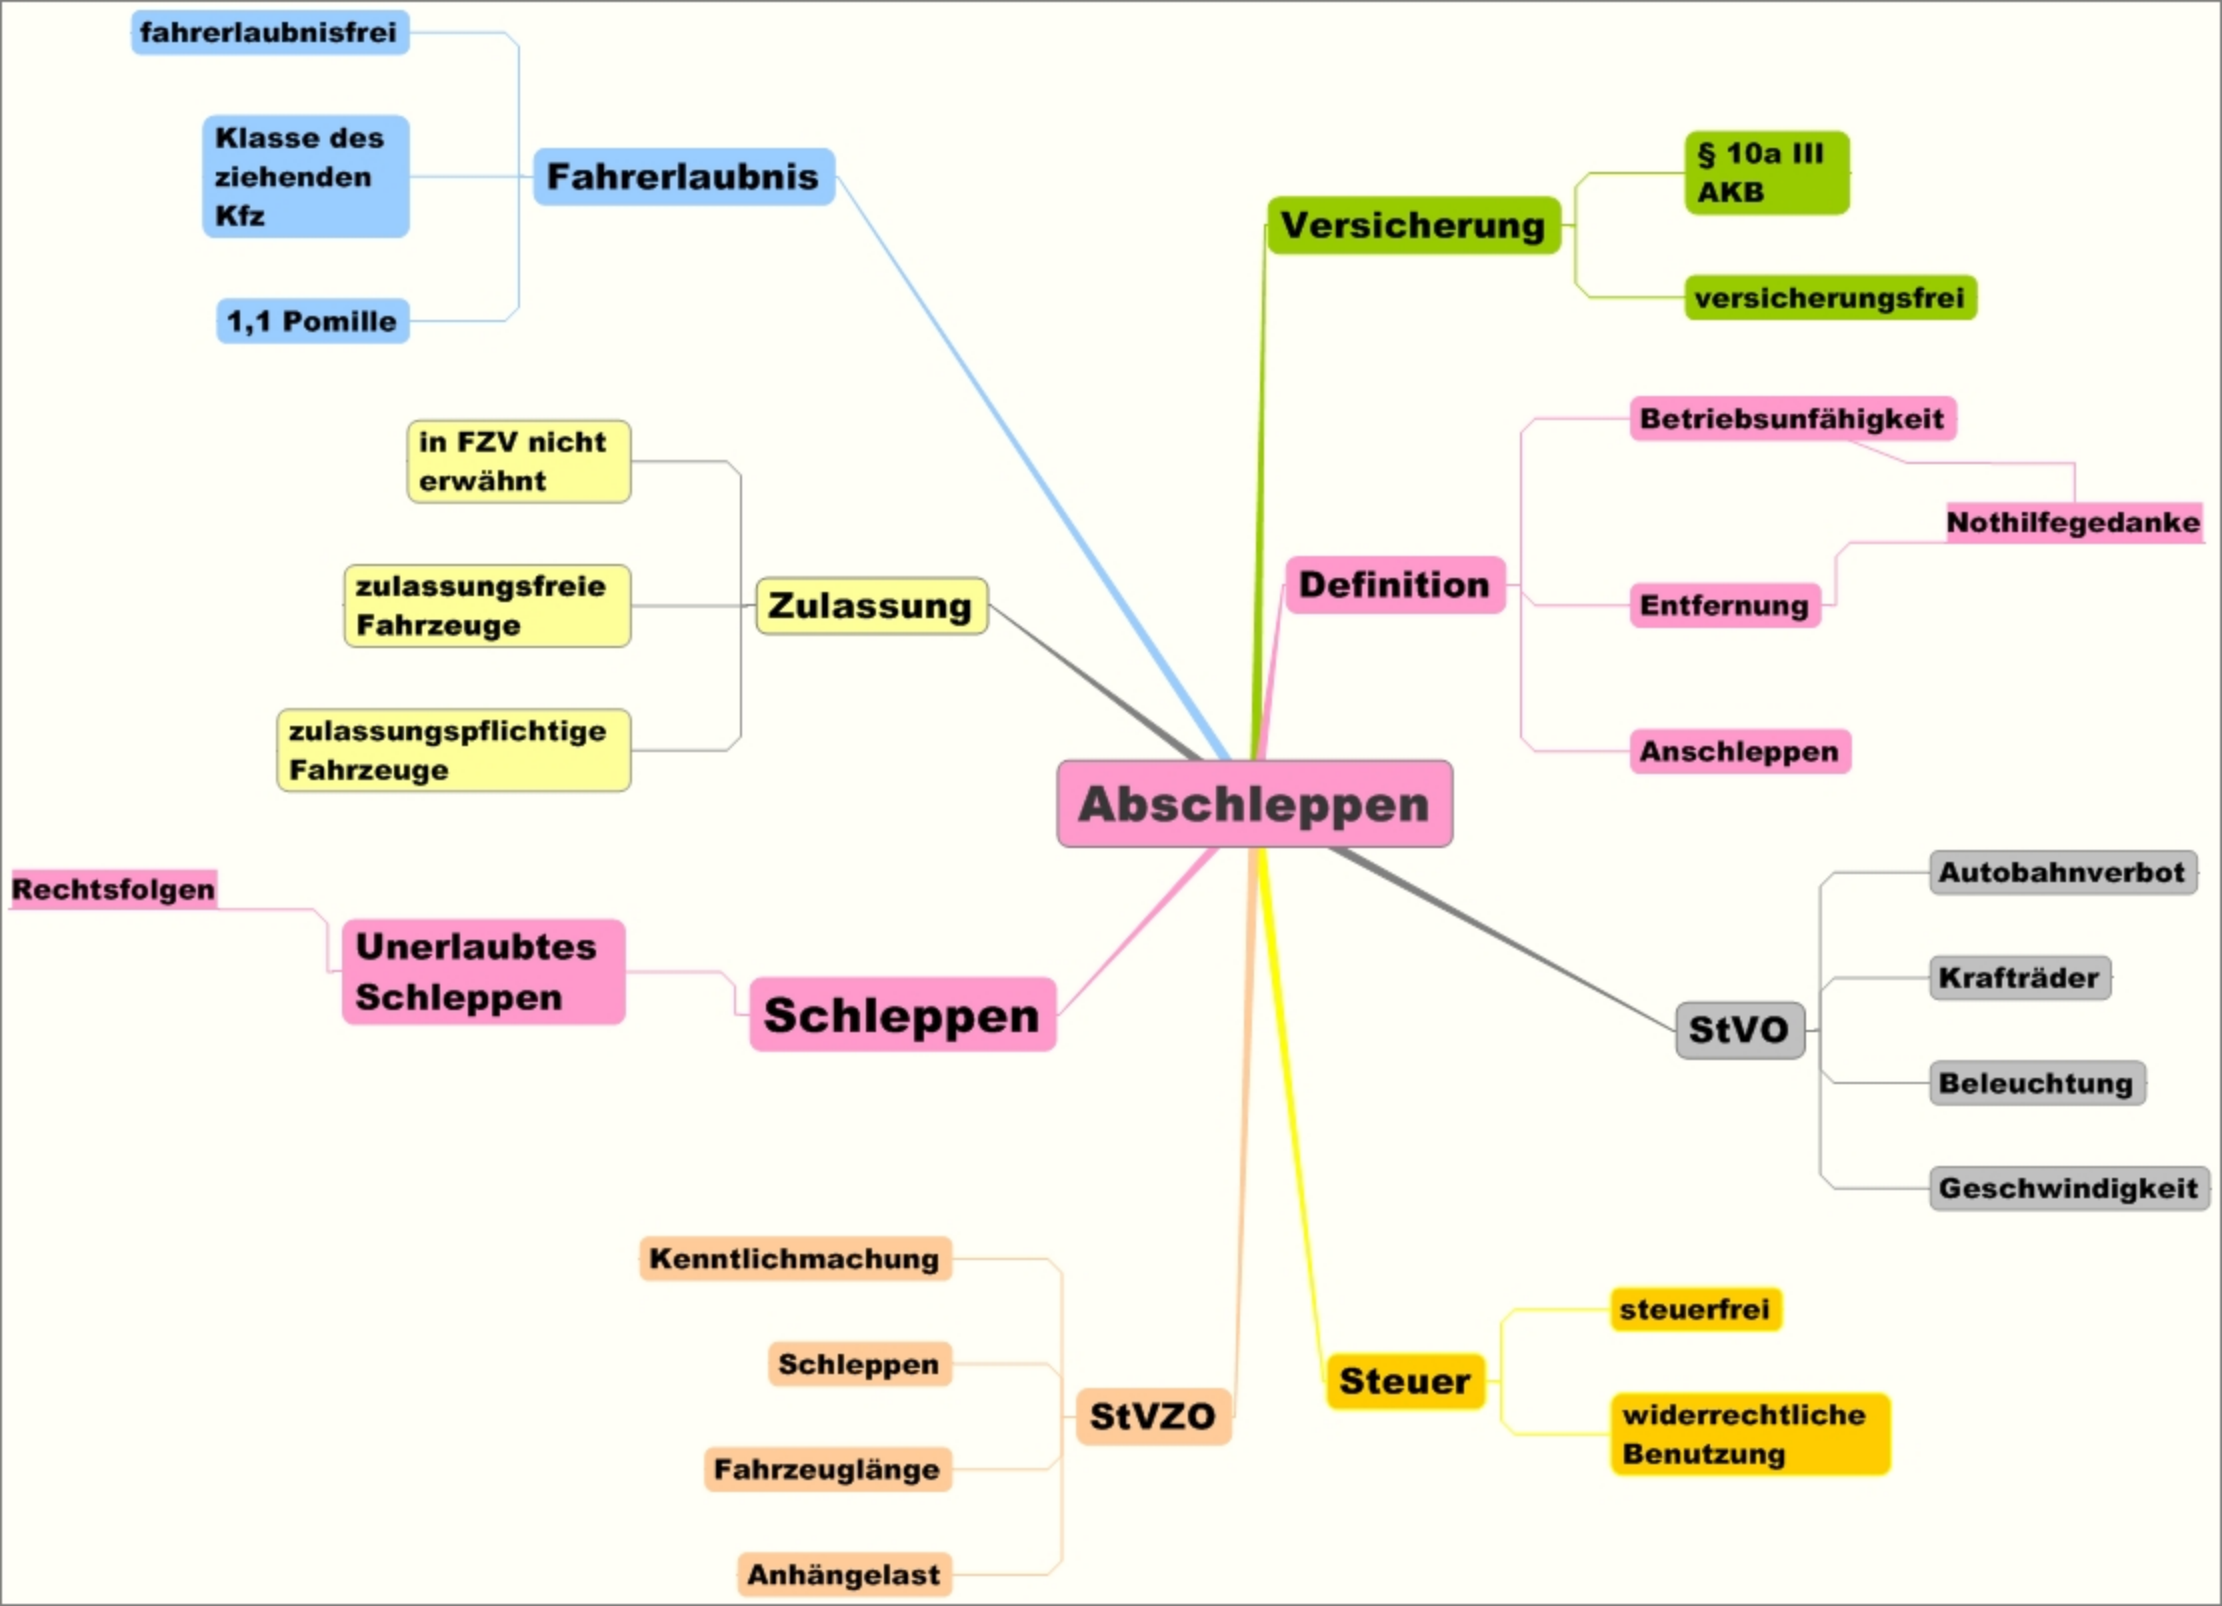 fahrerlaubnisfrei
Klasse des
ziehenden
Kfz
1,1 Pomille
Fahrerlaubnis
in FZV nicht
erwähnt
zulassungsfreie
Fahrzeuge
zulassungspflichtige
Fahrzeuge
Zulassung
Rechtsfolgen
Unerlaubtes
Schleppen
Schleppen
Kenntlichmachung
Schleppen
Fahrzeuglänge
Anhängelast
StVZO
Abschleppen
Versicherung
§ 10a III
AKB
versicherungsfrei
Definition
Betriebsunfähigkeit
Nothilfegedanke
Entfernung
Anschleppen
StVO
Autobahnverbot
Krafträder
Beleuchtung
Geschwindigkeit
Steuer
steuerfrei
widerrechtliche
Benutzung